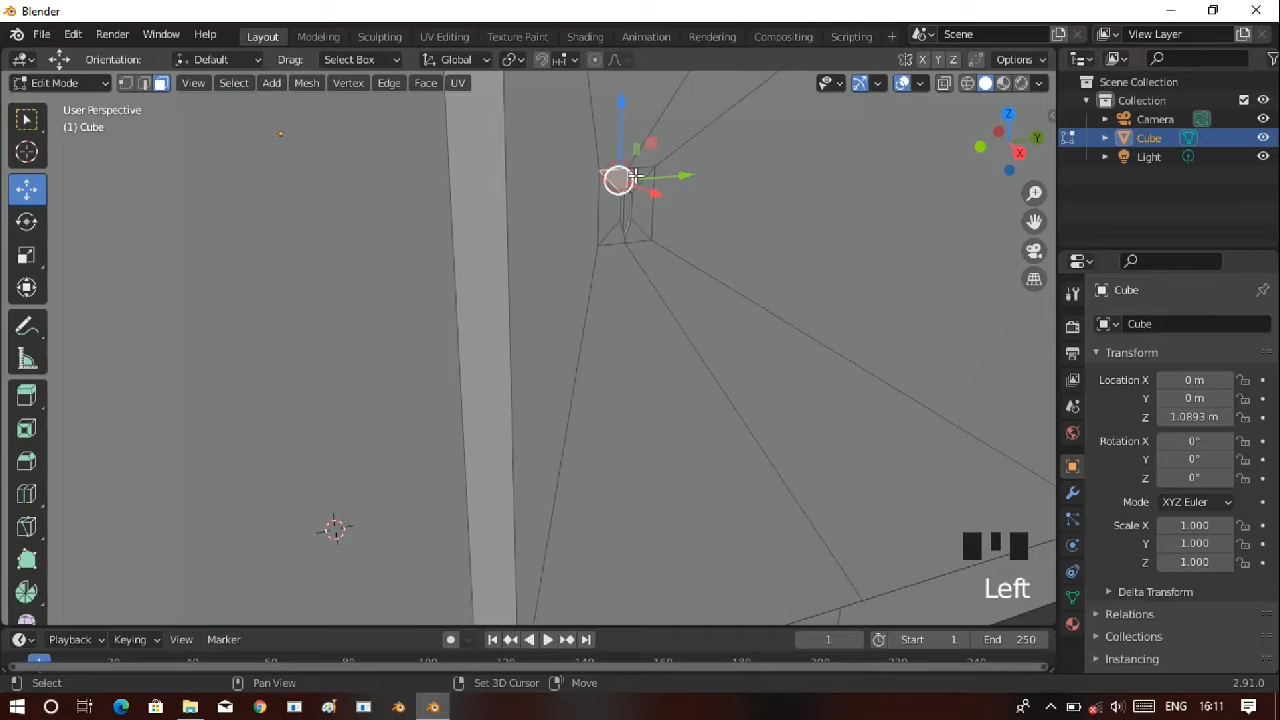 Blender
File Edit Render Window Help
Layout Modeling Sculpting UV Editing Texture Paint Shading Animation Rendering Compositing Scripting + Scene View Layer
Orientation: Default Drag: Select Box Global X Y Z Options
Edit Mode View Select Add Mesh Vertex Edge Face UV
User Perspective
(1) Cube
Z
Y
X
Scene Collection
Collection
Camera
Cube
Light
Cube
Cube
Transform
Location X 0 m
Y 0 m
Z 1.0893 m
Rotation X 0°
Y 0°
Z 0°
Mode XYZ Euler
Scale X 1.000
Y 1.000
Z 1.000
Delta Transform
Relations
Collections
Instancing
Left
Playback Keying View Marker 1 Start 1 End 250
1
Select Pan View Set 3D Cursor Move 2.91.0
ENG 16:11